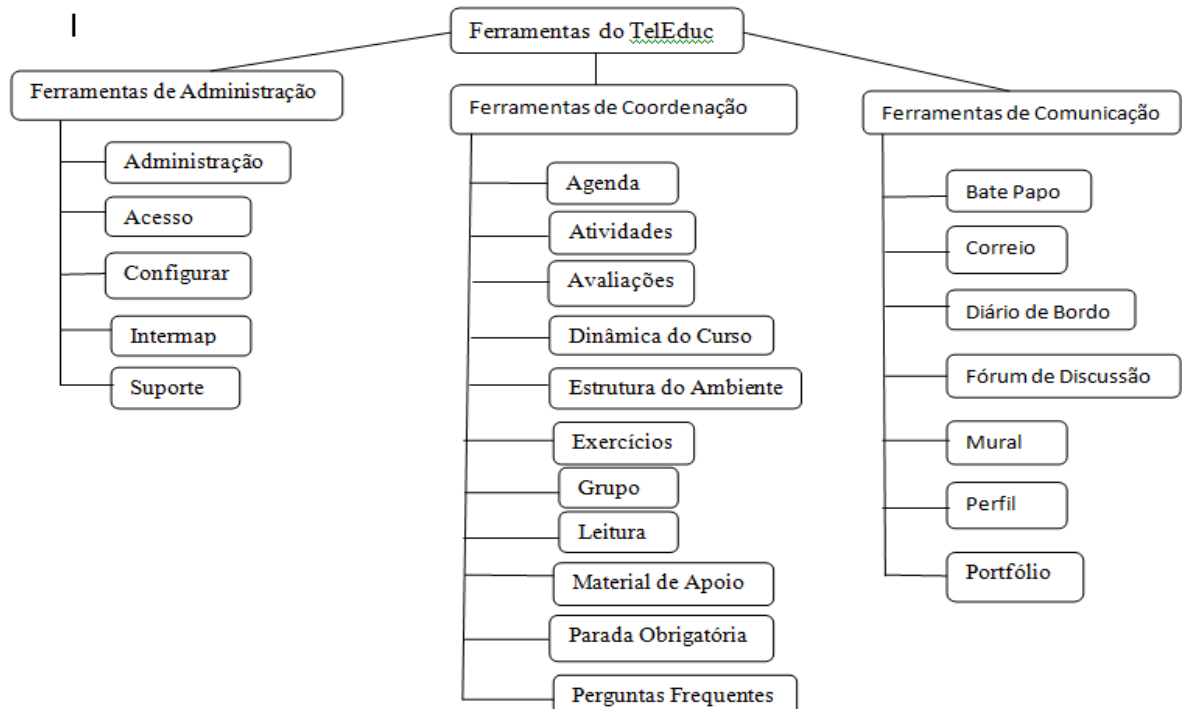 Ferramentas do TelEduc
Ferramentas de Administração
Administração
Acesso
Configurar
Intermap
Suporte
Ferramentas de Coordenação
Agenda
Atividades
Avaliações
Dinâmica do Curso
Estrutura do Ambiente
Exercícios
Grupo
Leitura
Material de Apoio
Parada Obrigatória
Perguntas Frequentes
Ferramentas de Comunicação
Bate Papo
Correio
Diário de Bordo
Fórum de Discussão
Mural
Perfil
Portfólio